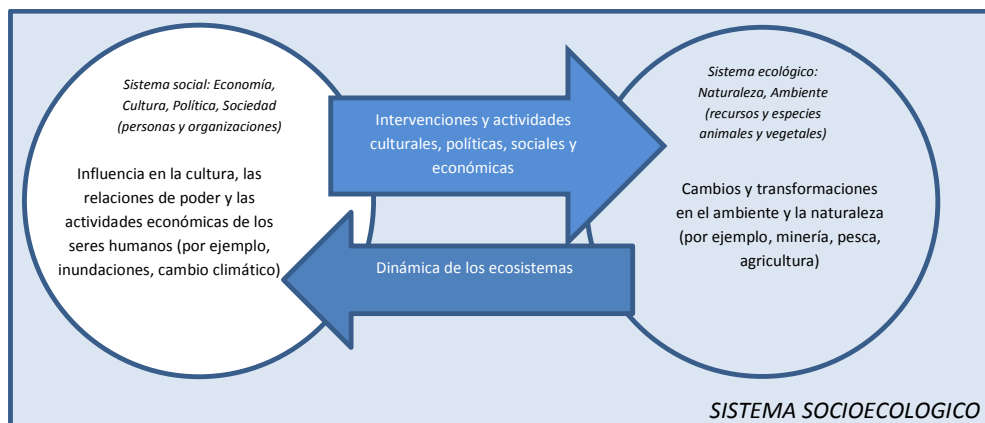 Sistema social: Economía,
Cultura, Política, Sociedad
(personas y organizaciones)
Influencia en la cultura, las
relaciones de poder y las
actividades económicas de los
seres humanos (por ejemplo,
inundaciones, cambio climático)
Intervenciones y actividades
culturales, políticas, sociales y
económicas
Dinámica de los ecosistemas
Sistema ecológico:
Naturaleza, Ambiente
(recursos y especies
animales y vegetales)
Cambios y transformaciones
en el ambiente y la naturaleza
(por ejemplo, minería, pesca,
agricultura)
SISTEMA SOCIOECOLOGICO